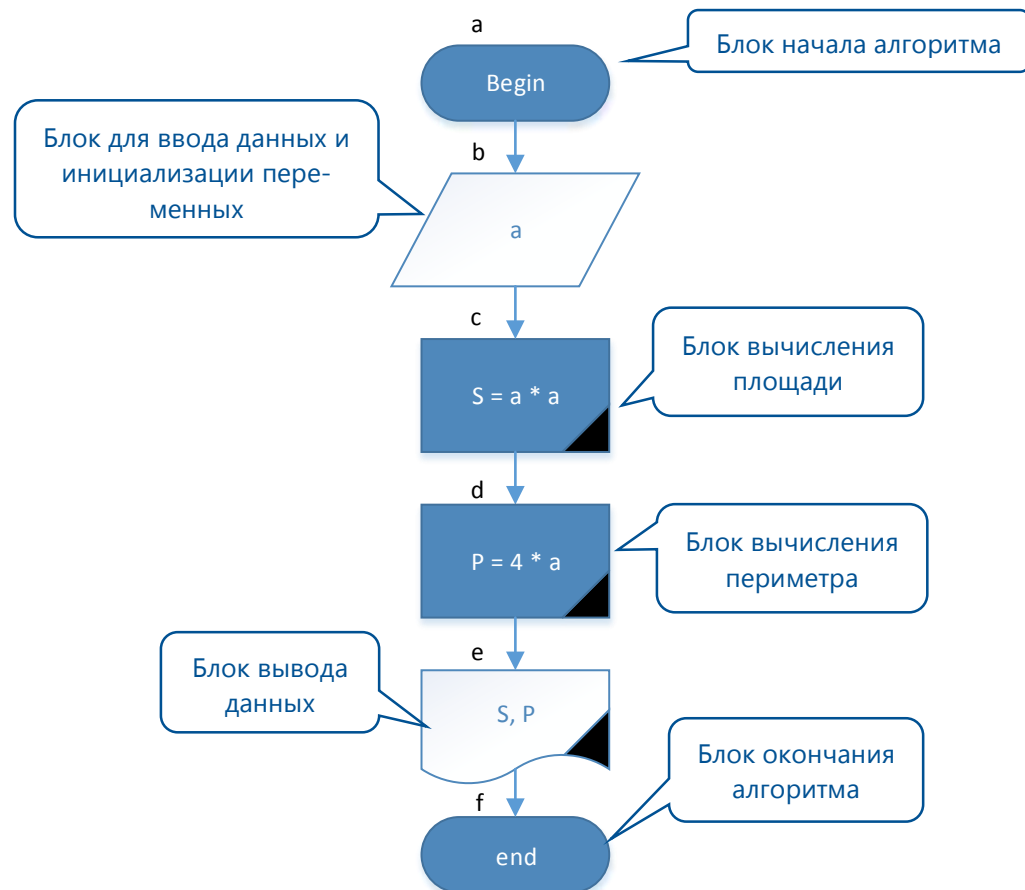 a
Блок начала алгоритма
Begin
Блок для ввода данных и
инициализации пере-
менных
b
a
c
S = a * a
Блок вычисления
площади
d
P = 4 * a
Блок вычисления
периметра
e
Блок вывода
данных
S, P
Блок окончания
алгоритма
f
end